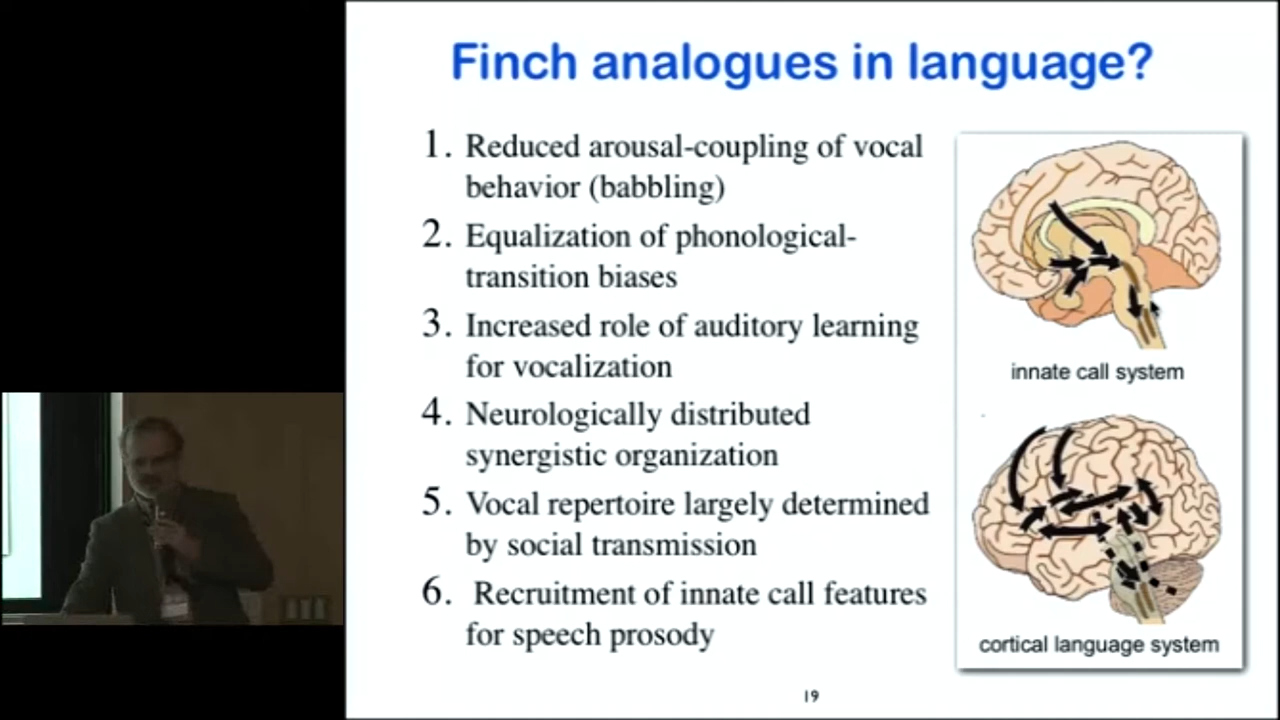 Finch analogues in language?
1. Reduced arousal-coupling of vocal
behavior (babbling)
2. Equalization of phonological-
transition biases
3. Increased role of auditory learning
for vocalization
4. Neurologically distributed
synergistic organization
5. Vocal repertoire largely determined
by social transmission
6. Recruitment of innate call features
for speech prosody
innate call system
cortical language system
19